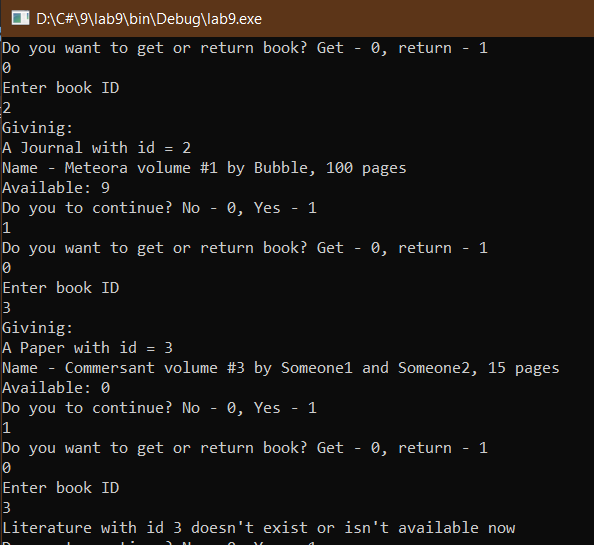 D:\C#\9\lab9\bin\Debug\lab9.exe
Do you want to get or return book? Get - 0, return - 1
0
Enter book ID
2
Givinig:
A Journal with id = 2
Name - Meteora volume #1 by Bubble, 100 pages
Available: 9
Do you to continue? No - 0, Yes - 1
1
Do you want to get or return book? Get - 0, return - 1
0
Enter book ID
3
Givinig:
A Paper with id = 3
Name - Commersant volume #3 by Someone1 and Someone2, 15 pages
Available: 0
Do you to continue? No - 0, Yes - 1
1
Do you want to get or return book? Get - 0, return - 1
0
Enter book ID
3
Literature with id 3 doesn't exist or isn't available now